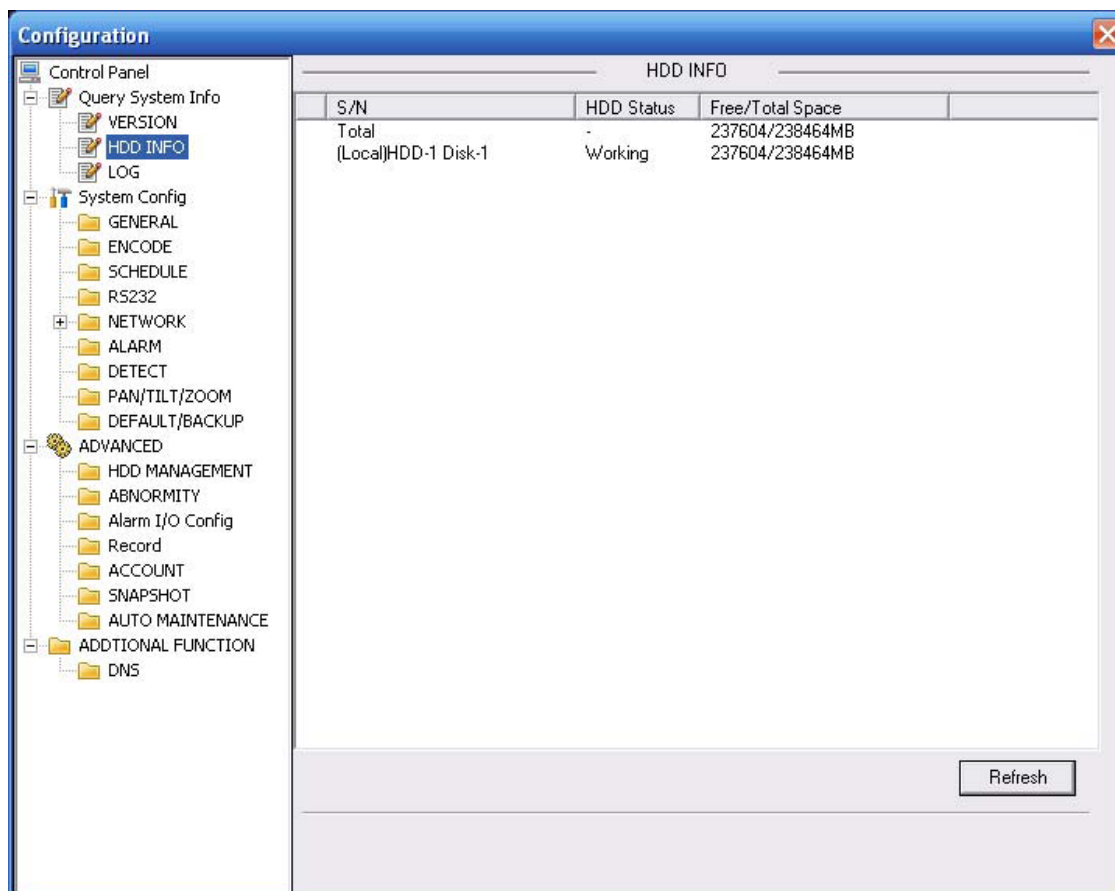 Configuration
Control Panel
Query System Info
VERSION
HDD INFO
LOG
System Config
GENERAL
ENCODE
SCHEDULE
RS232
NETWORK
ALARM
DETECT
PAN/TILT/ZOOM
DEFAULT/BACKUP
ADVANCED
HDD MANAGEMENT
ABNORMITY
Alarm I/O Config
Record
ACCOUNT
SNAPSHOT
AUTO MAINTENANCE
ADDTIONAL FUNCTION
DNS
HDD INFO
S/N HDD Status Free/Total Space
Total - 237604/238464MB
(Local)HDD-1 Disk-1 Working 237604/238464MB
Refresh